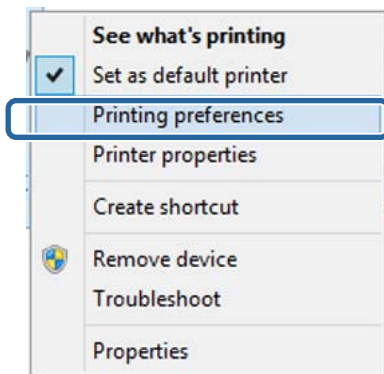 See what's printing
Set as default printer
Printing preferences
Printer properties
Create shortcut
Remove device
Troubleshoot
Properties